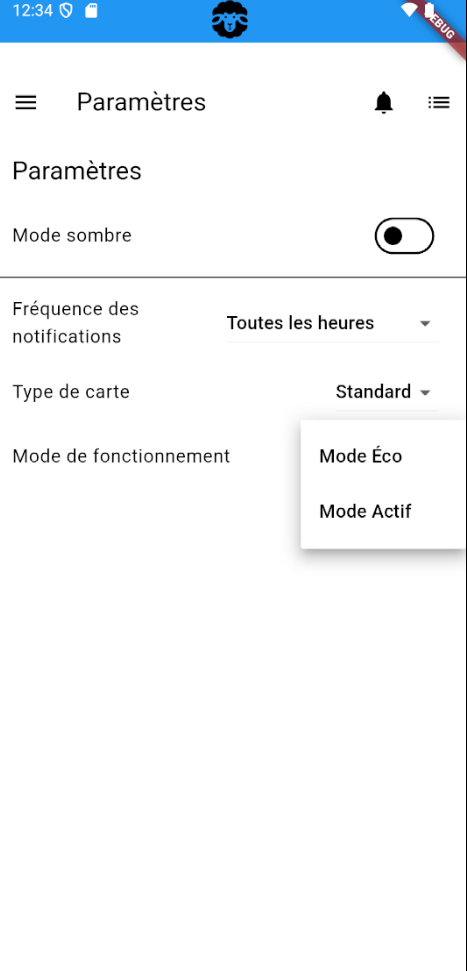 12:34
DEBUG
Paramètres
Paramètres
Mode sombre
Fréquence des
notifications
Toutes les heures
Type de carte
Standard
Mode de fonctionnement
Mode Éco
Mode Actif